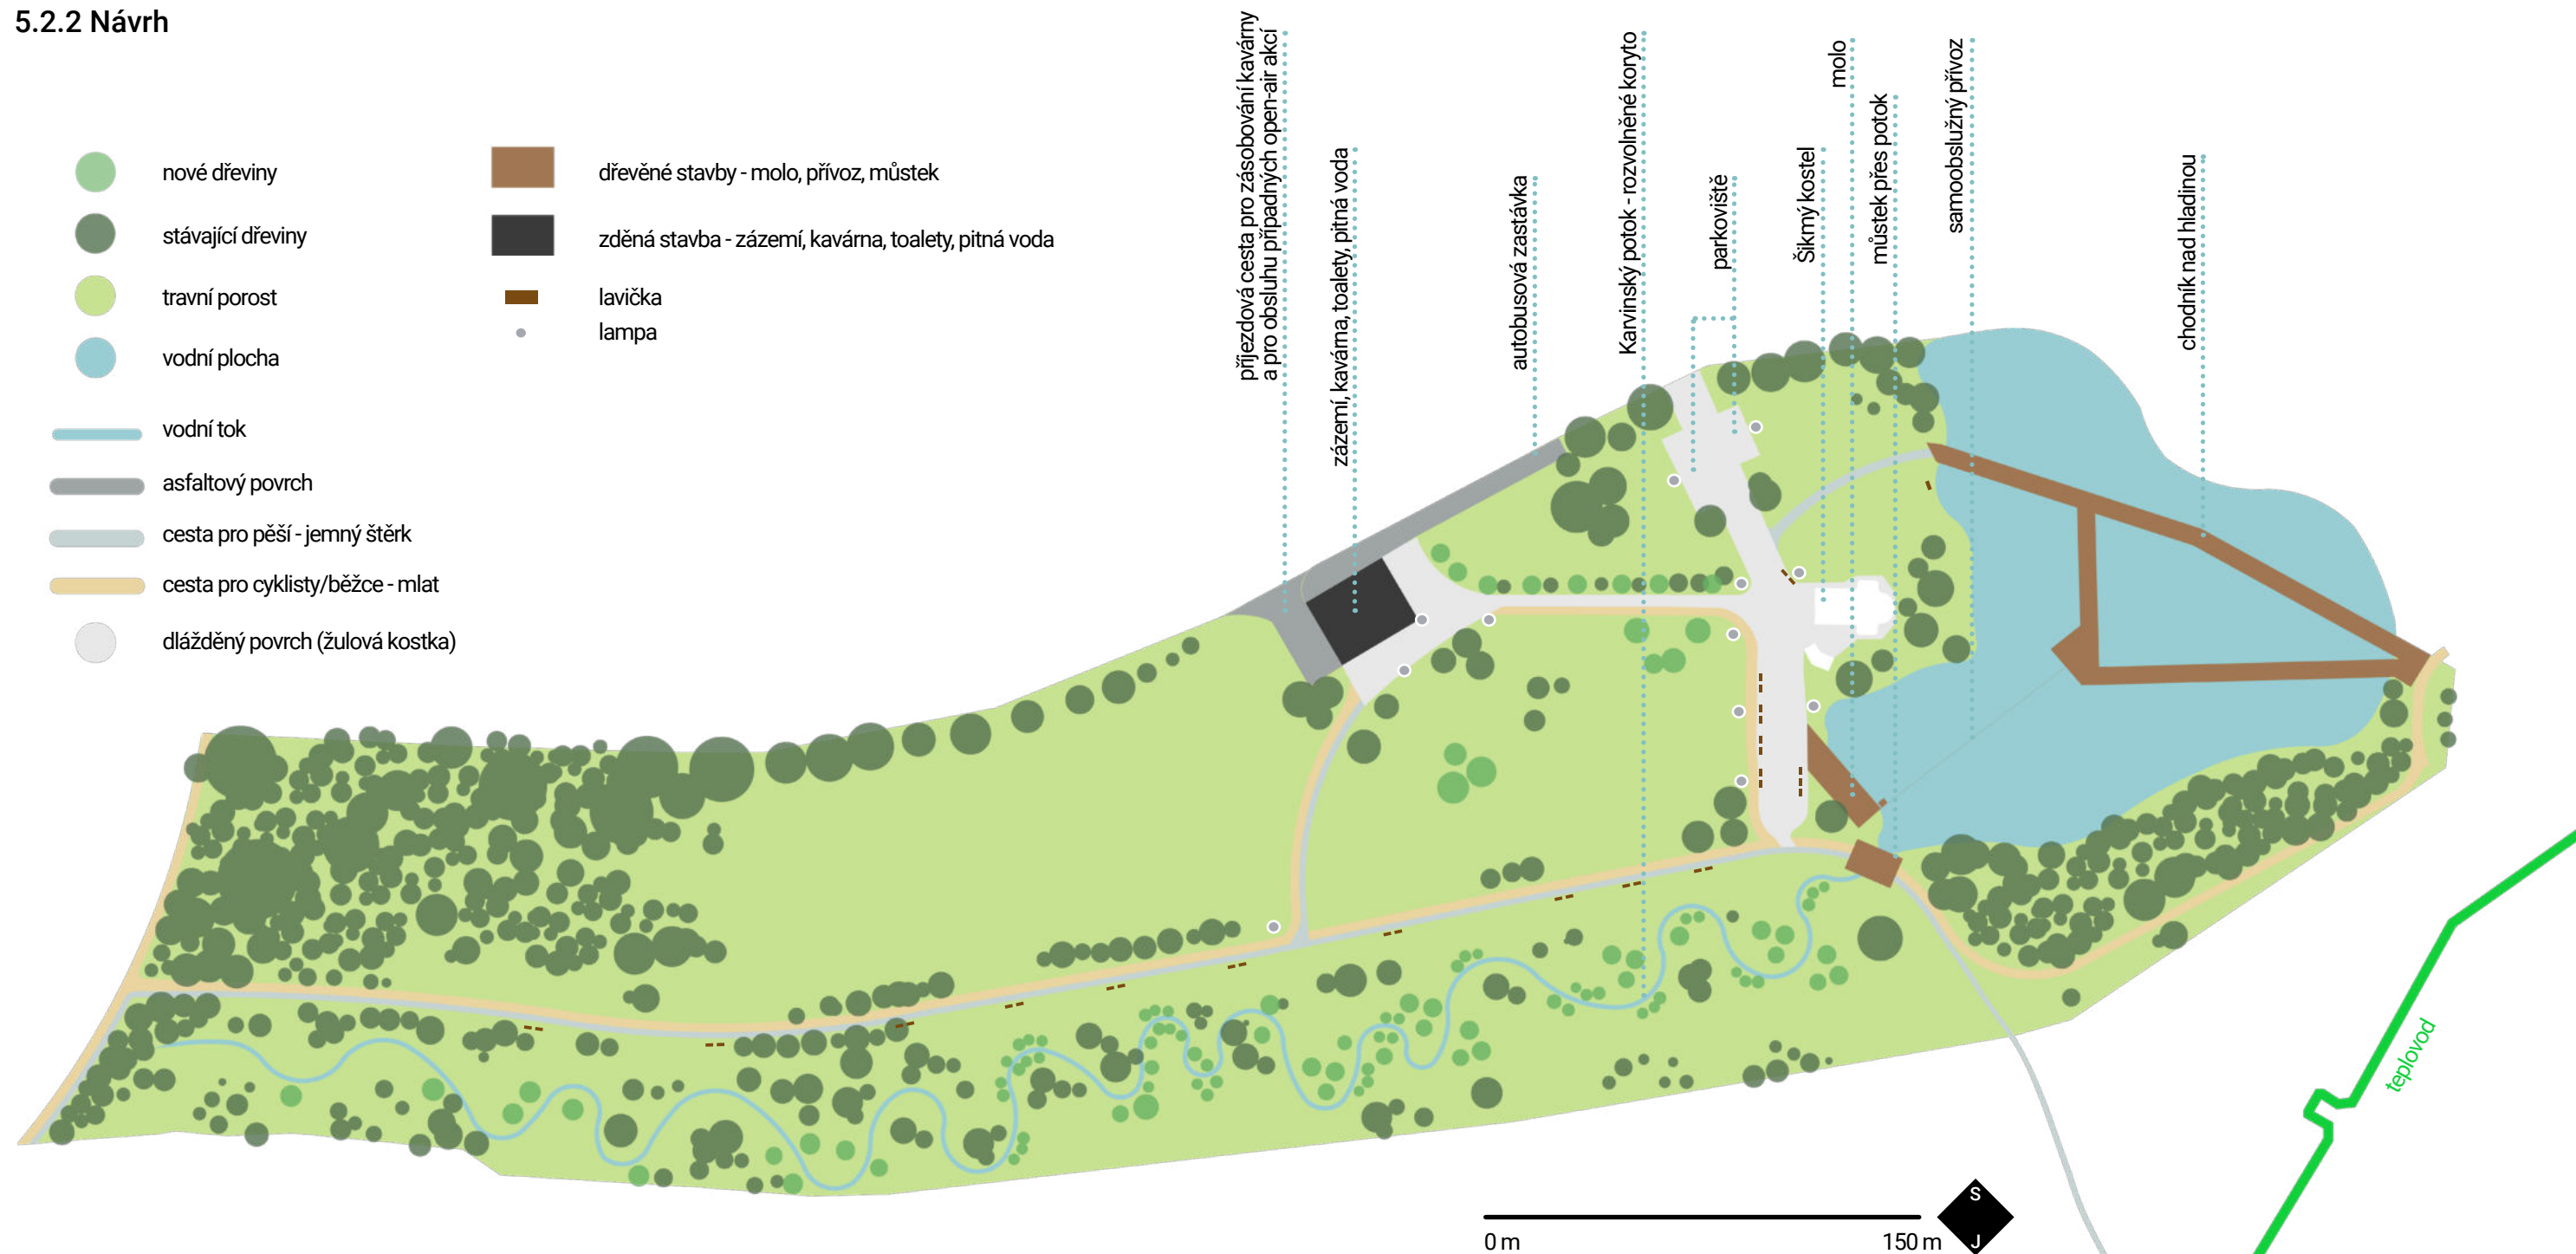 5.2.2 Návrh
nové dřeviny
stávající dřeviny
travní porost
vodní plocha
vodní tok
asfaltový povrch
cesta pro pěší - jemný štěrk
cesta pro cyklisty/běžce - mlat
dlážděný povrch (žulová kostka)
dřevěné stavby - molo, přívoz, můstek
zděná stavba - zázemí, kavárna, toalety, pitná voda
lavička
lampa
příjezdová cesta pro zásobování kavárny
a pro obsluhu případných open-air akcí
zázemí, kavárna, toalety, pitná voda
autobusová zastávka
Karvinský potok - rozvolněné koryto
parkoviště
Šikmý kostel
molo
můstek přes potok
samoobslužný přívoz
chodník nad hladinou
teplovod
0 m
150 m
S
J